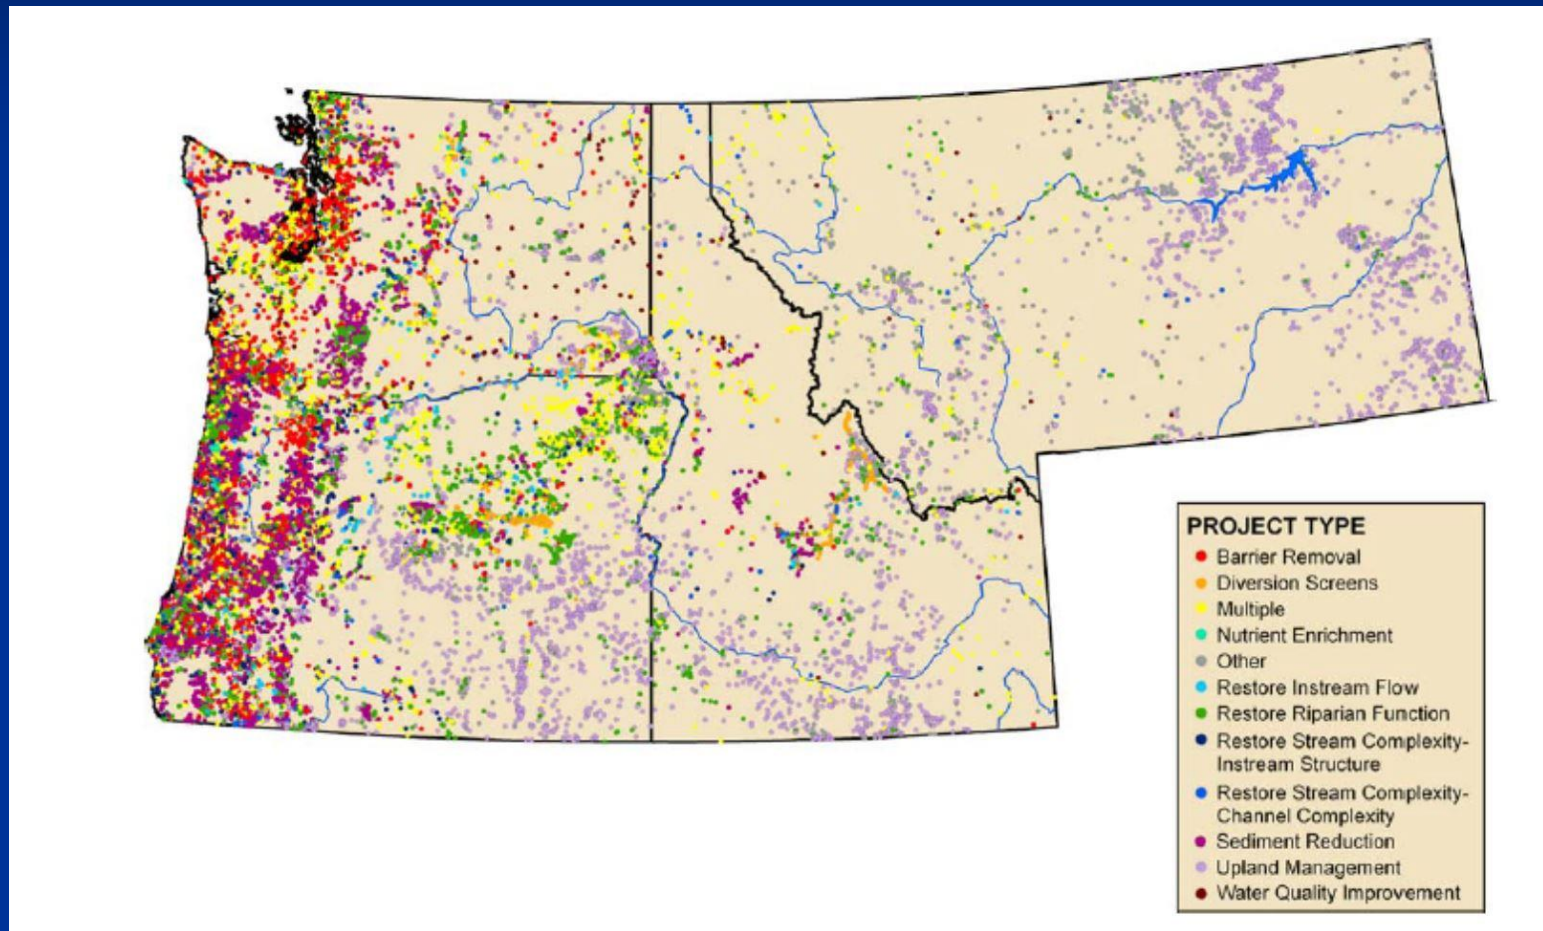 PROJECT TYPE
Barrier Removal
Diversion Screens
Multiple
Nutrient Enrichment
Other
Restore Instream Flow
Restore Riparian Function
Restore Stream Complexity-
Instream Structure
Restore Stream Complexity-
Channel Complexity
Sediment Reduction
Upland Management
Water Quality Improvement